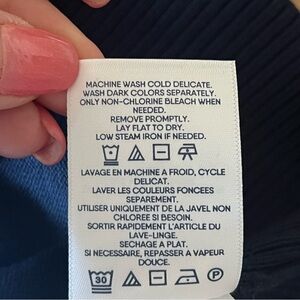 MACHINE WASH COLD DELICATE.
WASH DARK COLORS SEPARATELY.
ONLY NON-CHLORINE BLEACH WHEN
NEEDED.
REMOVE PROMPTLY.
LAY FLAT TO DRY.
LOW STEAM IRON IF NEEDED.
LAVAGE EN MACHINE A FROID, CYCLE
DELICAT.
LAVER LES COULEURS FONCEES
SEPAREMENT.
UTILISER UNIQUEMENT DE LA JAVEL NON
CHLOREE SI BESOIN.
SORTIR RAPIDEMENT L'ARTICLE DU
LAVE-LINGE.
SECHAGE A PLAT.
SI NECESSAIRE, REPASSER A VAPEUR
DOUCE.
30 P